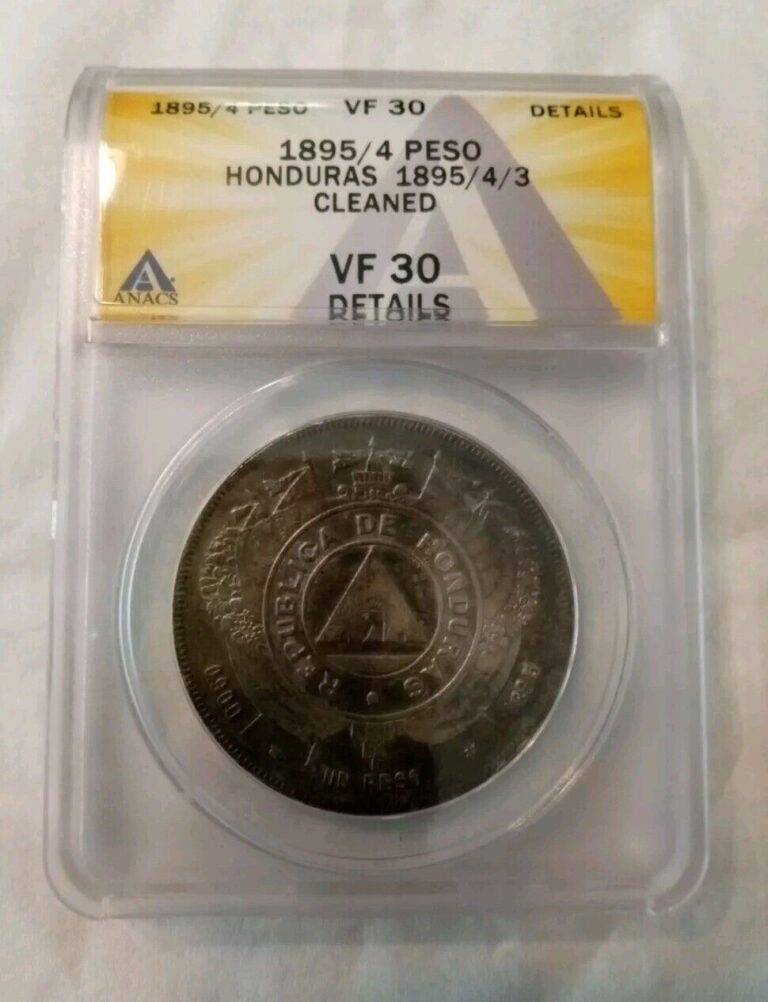 1895/4 PESO VF 30 DETAILS
1895/4 PESO
HONDURAS 1895/4/3
CLEANED
VF 30
DETAILS
ANACS
REPUBLICA DE HONDURAS
UN PESO